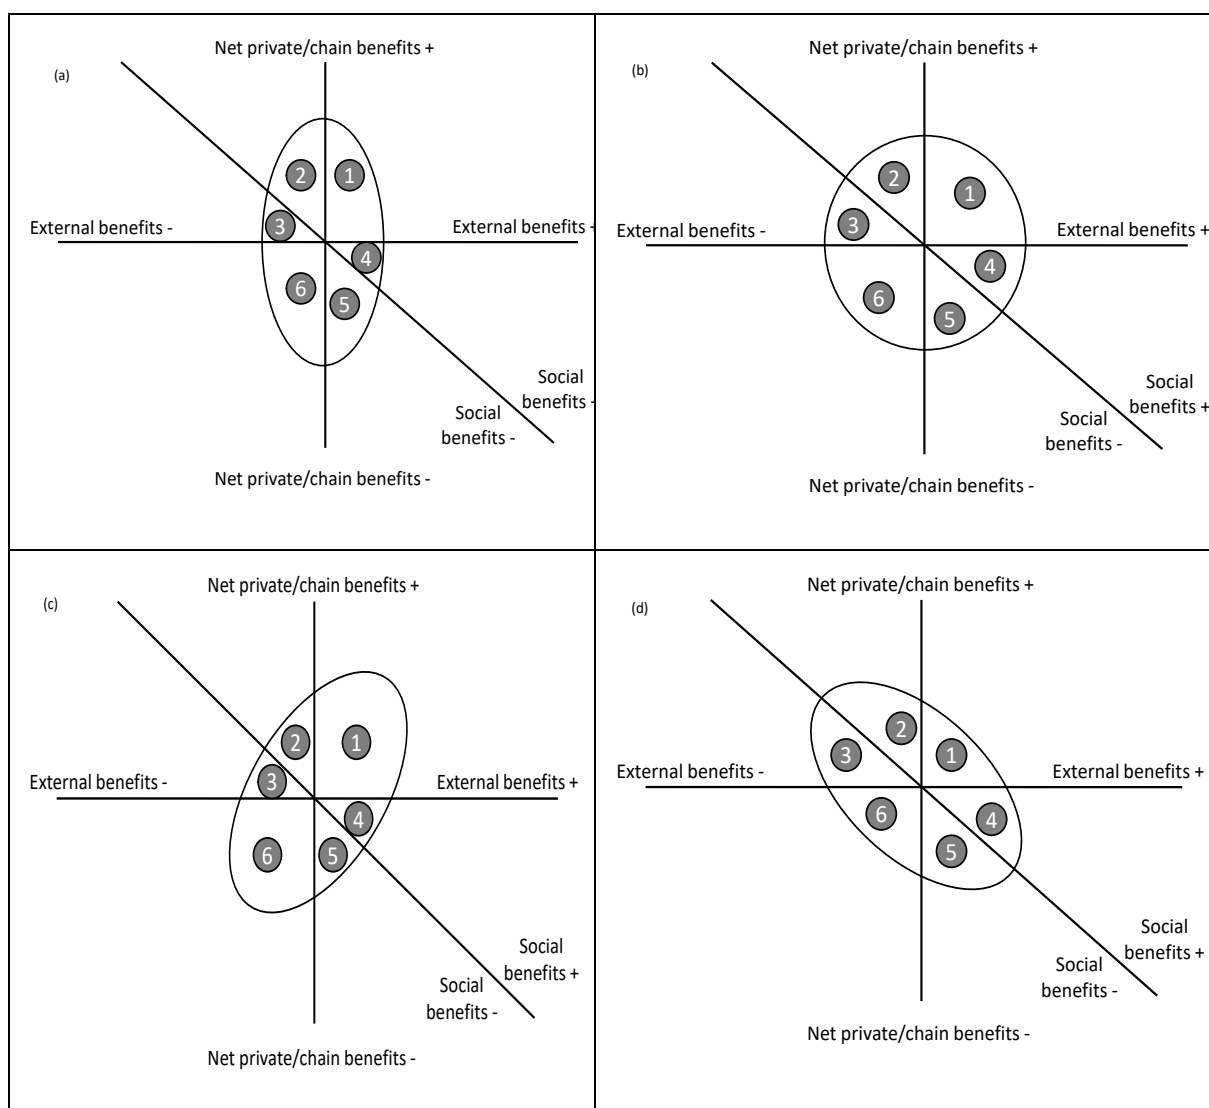 (a)
Net private/chain benefits +
2
1
3
External benefits -
External benefits +
4
6
5
Social
benefits -
Social
benefits -
Net private/chain benefits -
(b)
Net private/chain benefits +
2
1
3
External benefits -
External benefits +
4
6
5
Social
benefits +
Social
benefits -
Net private/chain benefits -
(c)
Net private/chain benefits +
2
1
3
External benefits -
External benefits +
4
6
5
Social
benefits +
Social
benefits -
Net private/chain benefits -
(d)
Net private/chain benefits +
2
1
3
External benefits -
External benefits +
4
6
5
Social
benefits +
Social
benefits -
Net private/chain benefits -